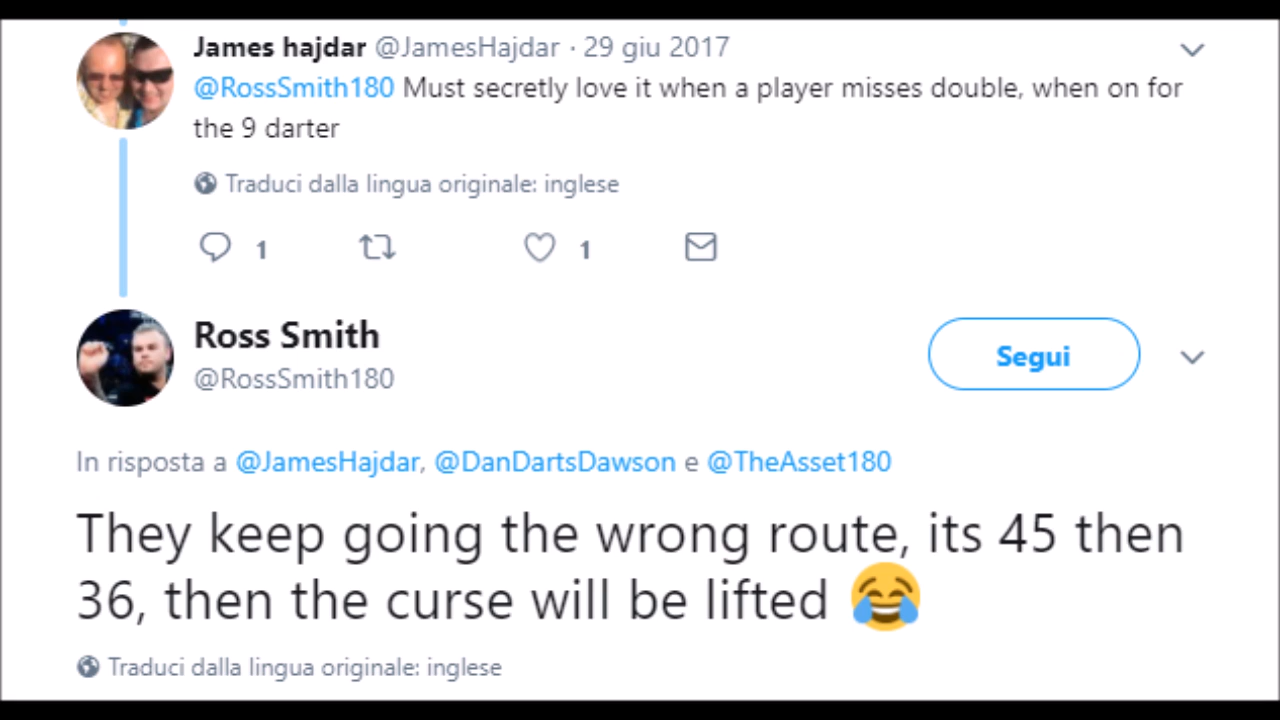 James hajdar @JamesHajdar · 29 giu 2017
@RossSmith180 Must secretly love it when a player misses double, when on for
the 9 darter
Traduci dalla lingua originale: inglese
1 1
Ross Smith
@RossSmith180
Segui
In risposta a @JamesHajdar, @DanDartsDawson e @TheAsset180
They keep going the wrong route, its 45 then
36, then the curse will be lifted 😂
Traduci dalla lingua originale: inglese